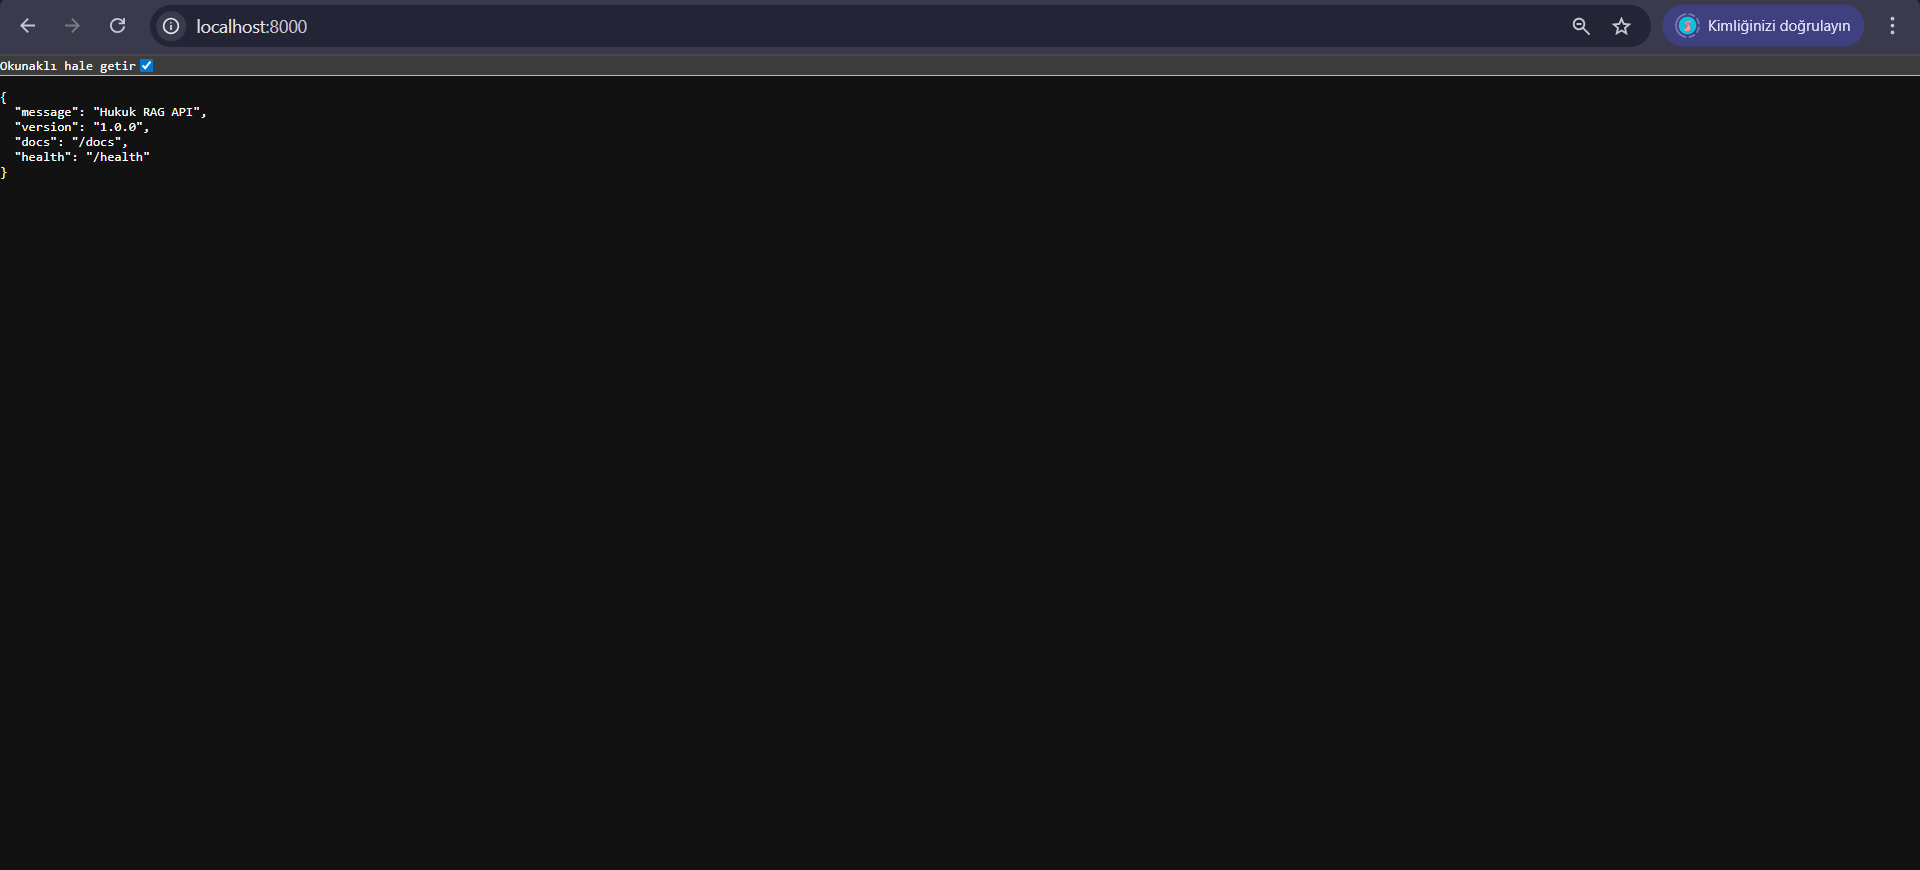 localhost:8000
Kimliğinizi doğrulayın
Okunaklı hale getir
{
  "message": "Hukuk RAG API",
  "version": "1.0.0",
  "docs": "/docs",
  "health": "/health"
}